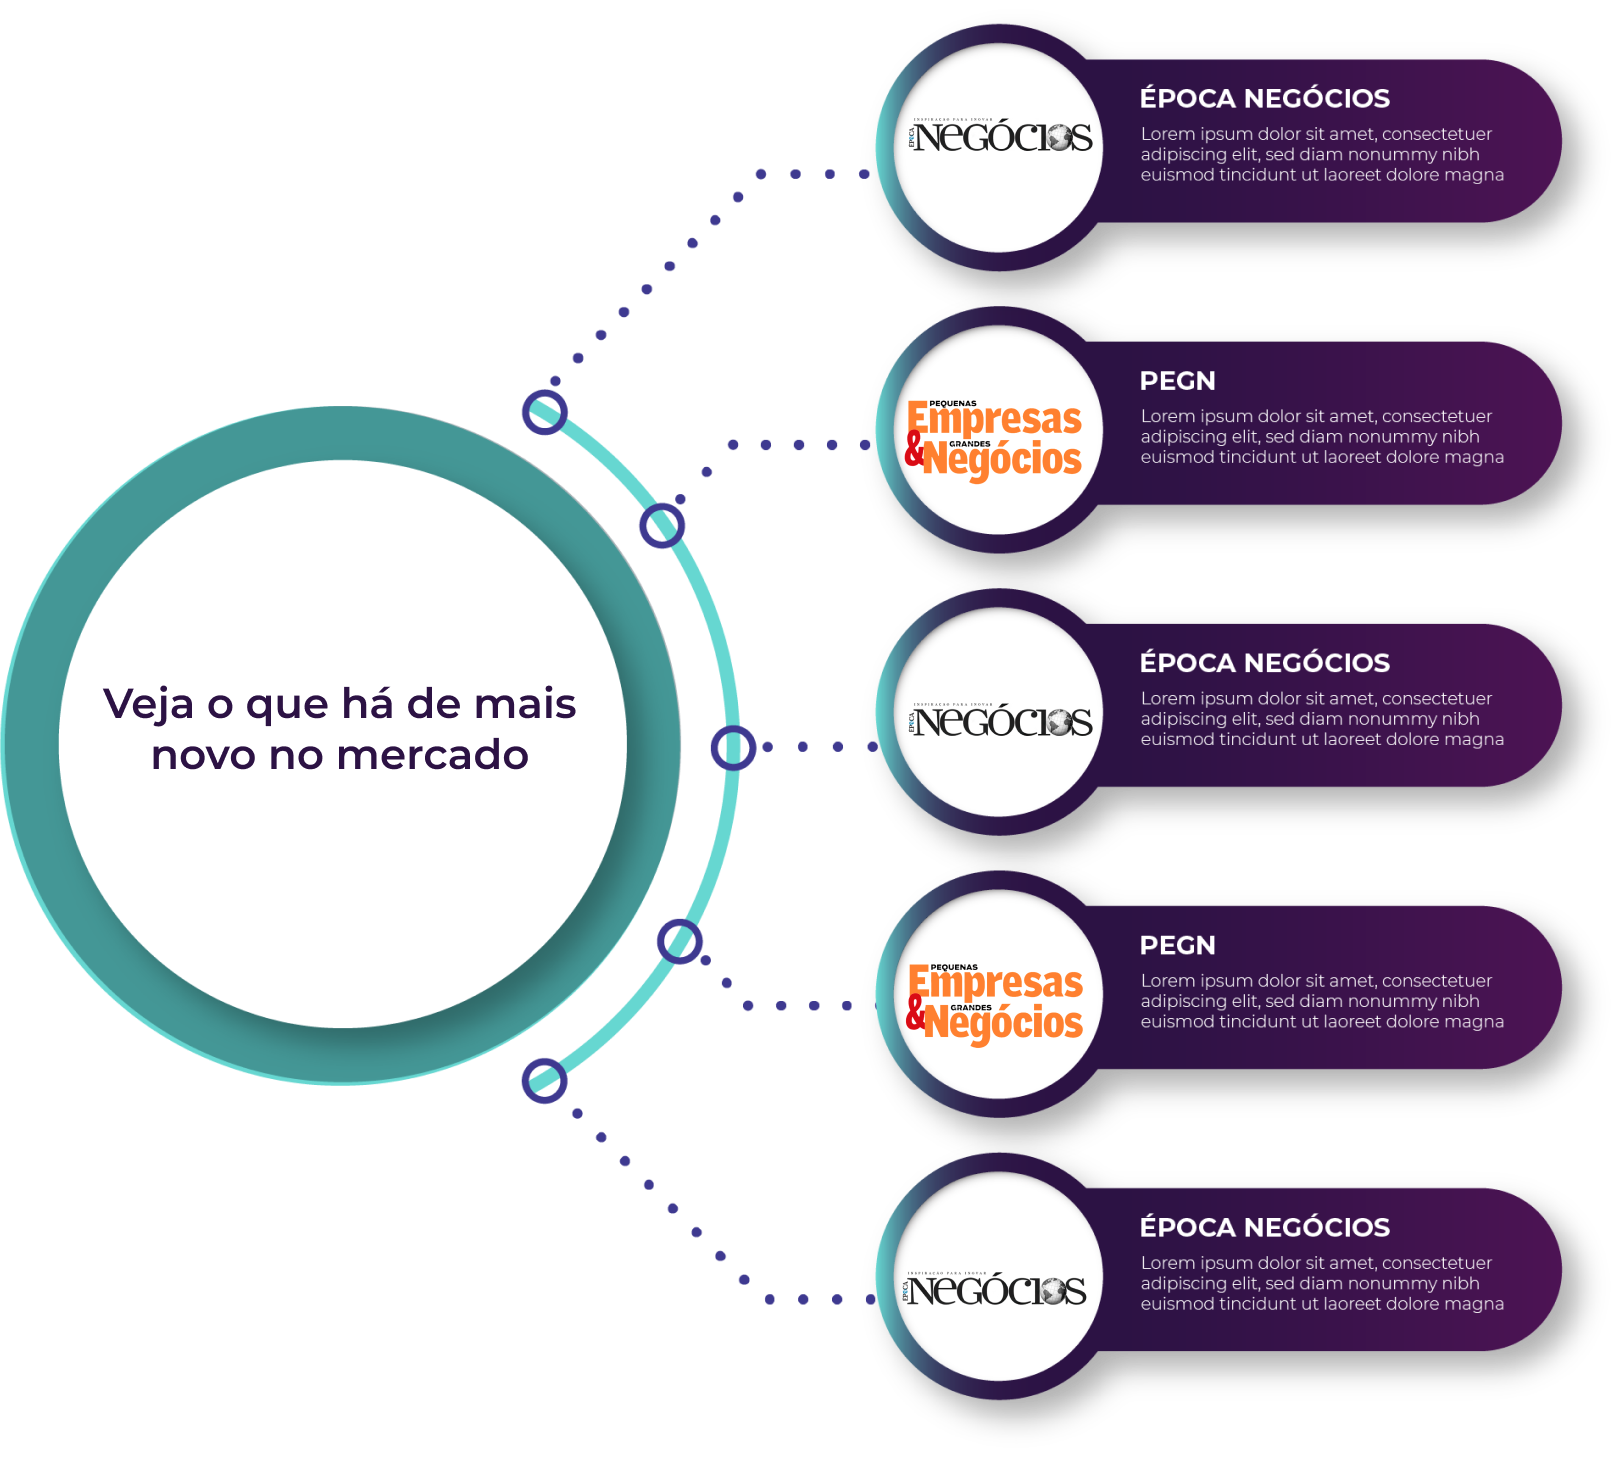 Veja o que há de mais
novo no mercado
INSPIRAÇÃO PARA INOVAR
ÉPOCA
NEGÓCIOS
ÉPOCA NEGÓCIOS
Lorem ipsum dolor sit amet, consectetuer
adipiscing elit, sed diam nonummy nibh
euismod tincidunt ut laoreet dolore magna
PEQUENAS
Empresas
& GRANDES
Negócios
PEGN
Lorem ipsum dolor sit amet, consectetuer
adipiscing elit, sed diam nonummy nibh
euismod tincidunt ut laoreet dolore magna
INSPIRAÇÃO PARA INOVAR
ÉPOCA
NEGÓCIOS
ÉPOCA NEGÓCIOS
Lorem ipsum dolor sit amet, consectetuer
adipiscing elit, sed diam nonummy nibh
euismod tincidunt ut laoreet dolore magna
PEQUENAS
Empresas
& GRANDES
Negócios
PEGN
Lorem ipsum dolor sit amet, consectetuer
adipiscing elit, sed diam nonummy nibh
euismod tincidunt ut laoreet dolore magna
INSPIRAÇÃO PARA INOVAR
ÉPOCA
NEGÓCIOS
ÉPOCA NEGÓCIOS
Lorem ipsum dolor sit amet, consectetuer
adipiscing elit, sed diam nonummy nibh
euismod tincidunt ut laoreet dolore magna